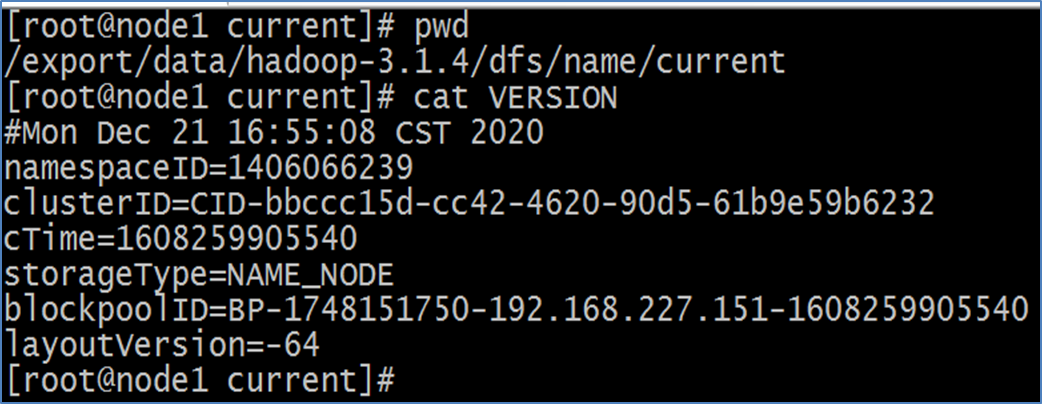 [root@node1 current]# pwd
/export/data/hadoop-3.1.4/dfs/name/current
[root@node1 current]# cat VERSION
#Mon Dec 21 16:55:08 CST 2020
namespaceID=1406066239
clusterID=CID-bbccc15d-cc42-4620-90d5-61b9e59b6232
cTime=1608259905540
storageType=NAME_NODE
blockpoolID=BP-1748151750-192.168.227.151-1608259905540
layoutVersion=-64
[root@node1 current]#